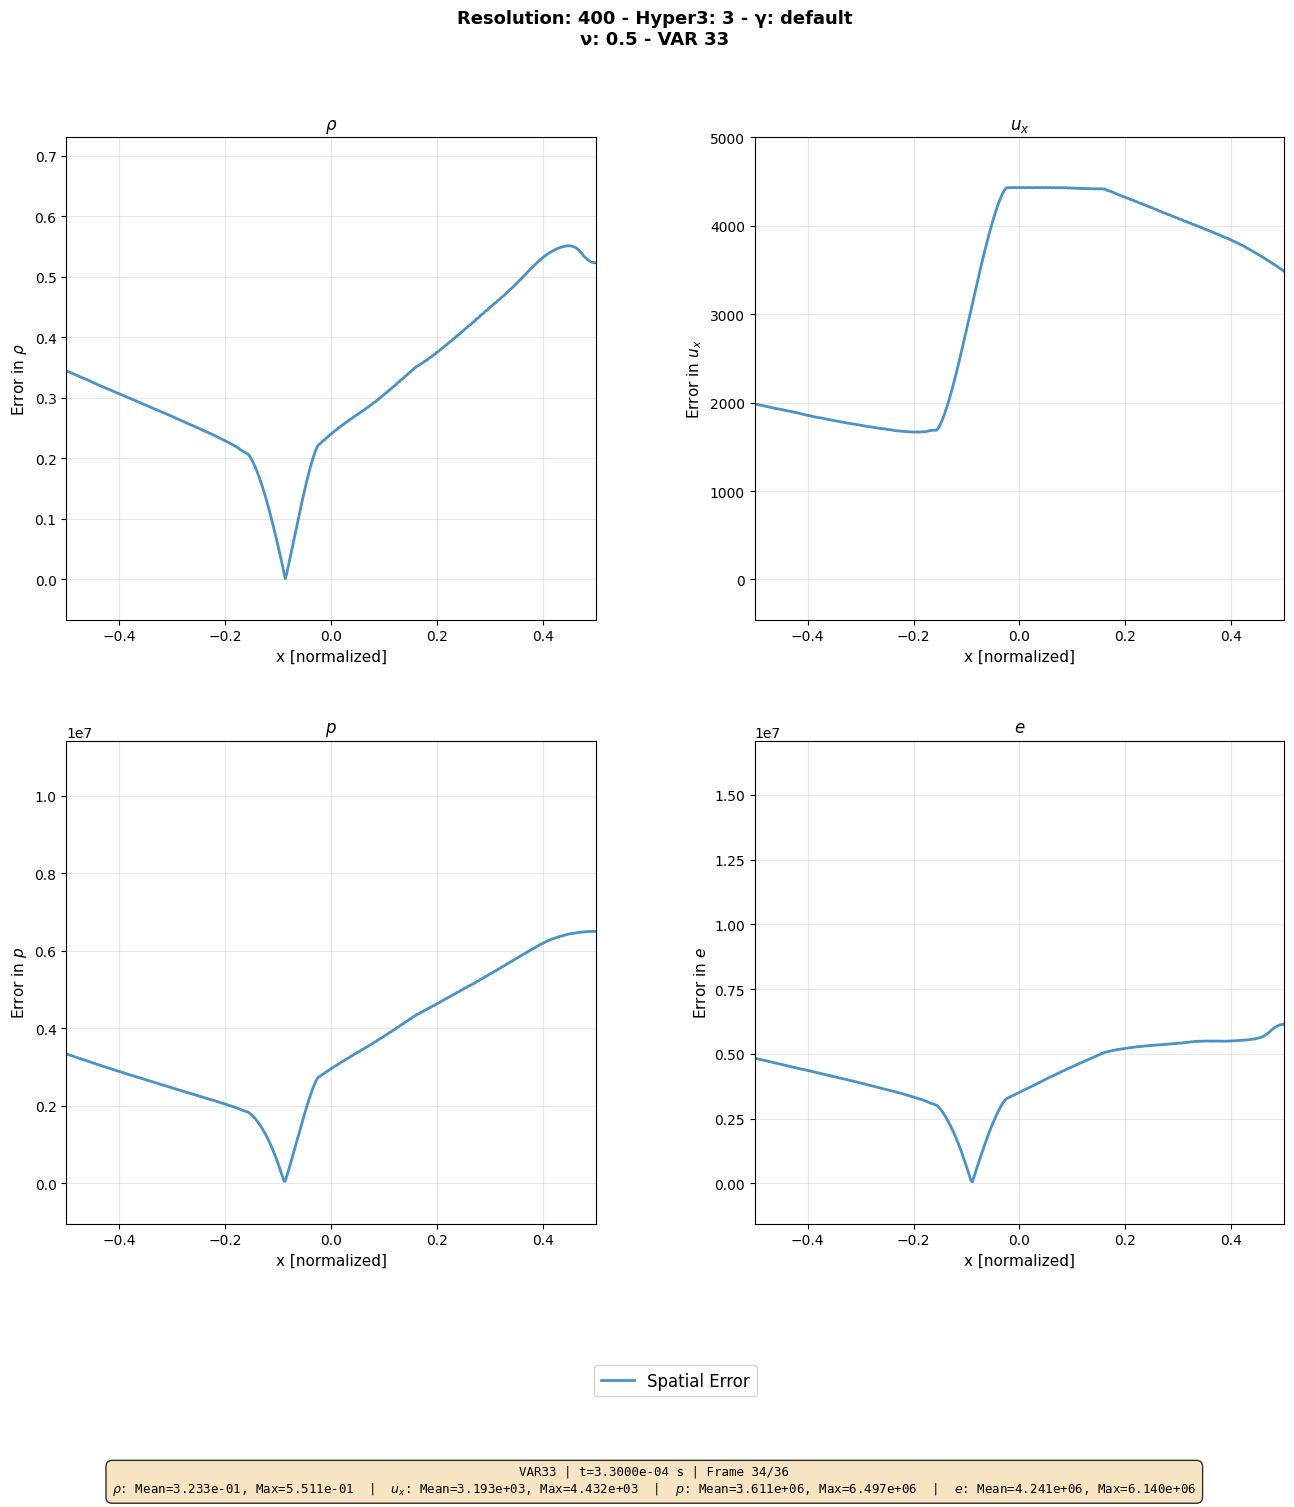 Resolution: 400 - Hyper3: 3 - γ: default
ν: 0.5 - VAR 33
ρ
0.7
0.6
0.5
0.4
0.3
0.2
0.1
0.0
Error in ρ
−0.4 −0.2 0.0 0.2 0.4
x [normalized]
u_x
5000
4000
3000
2000
1000
0
Error in u_x
−0.4 −0.2 0.0 0.2 0.4
x [normalized]
p
1e7
1.0
0.8
0.6
0.4
0.2
0.0
Error in p
−0.4 −0.2 0.0 0.2 0.4
x [normalized]
e
1e7
1.50
1.25
1.00
0.75
0.50
0.25
0.00
Error in e
−0.4 −0.2 0.0 0.2 0.4
x [normalized]
Spatial Error
VAR33 | t=3.3000e-04 s | Frame 34/36
ρ: Mean=3.233e-01, Max=5.511e-01 | u_x: Mean=3.193e+03, Max=4.432e+03 | p: Mean=3.611e+06, Max=6.497e+06 | e: Mean=4.241e+06, Max=6.140e+06